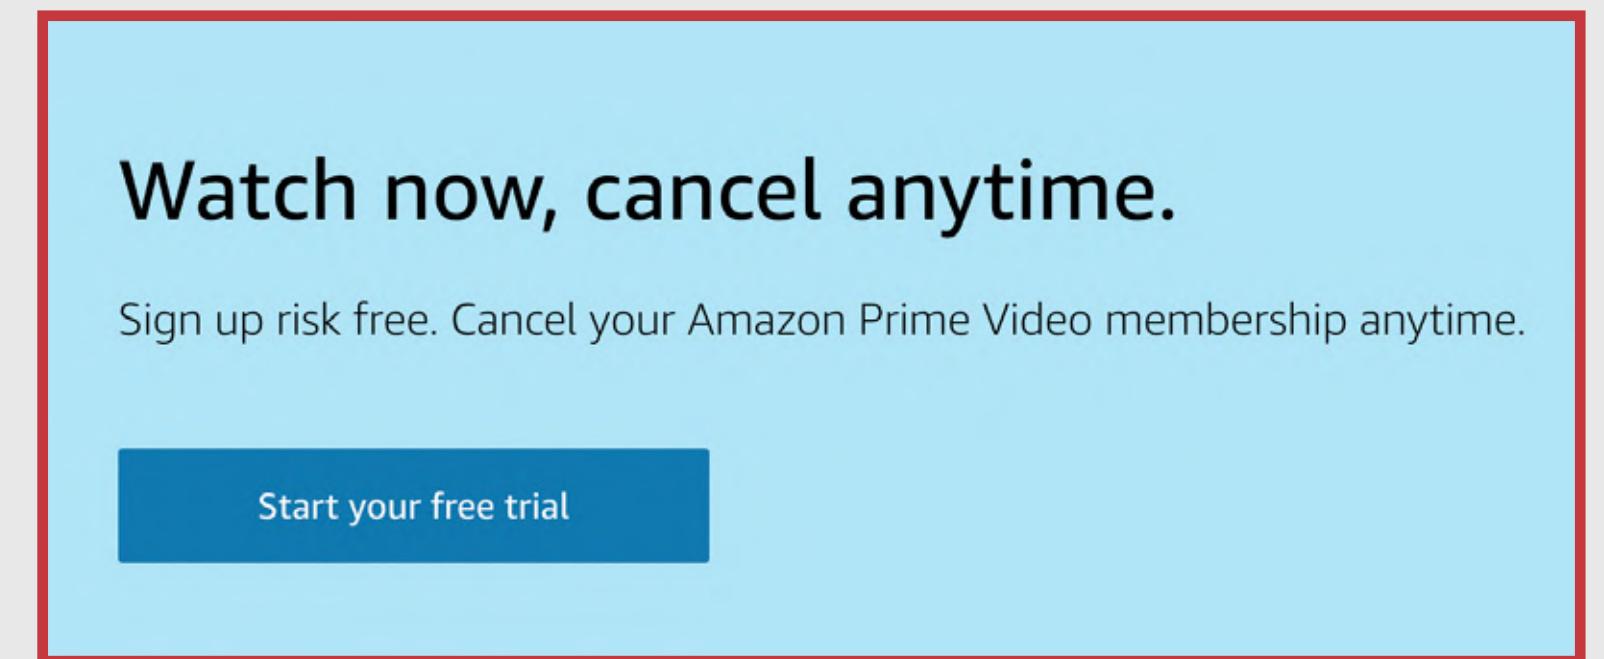 Watch now, cancel anytime.
Sign up risk free. Cancel your Amazon Prime Video membership anytime.
Start your free trial